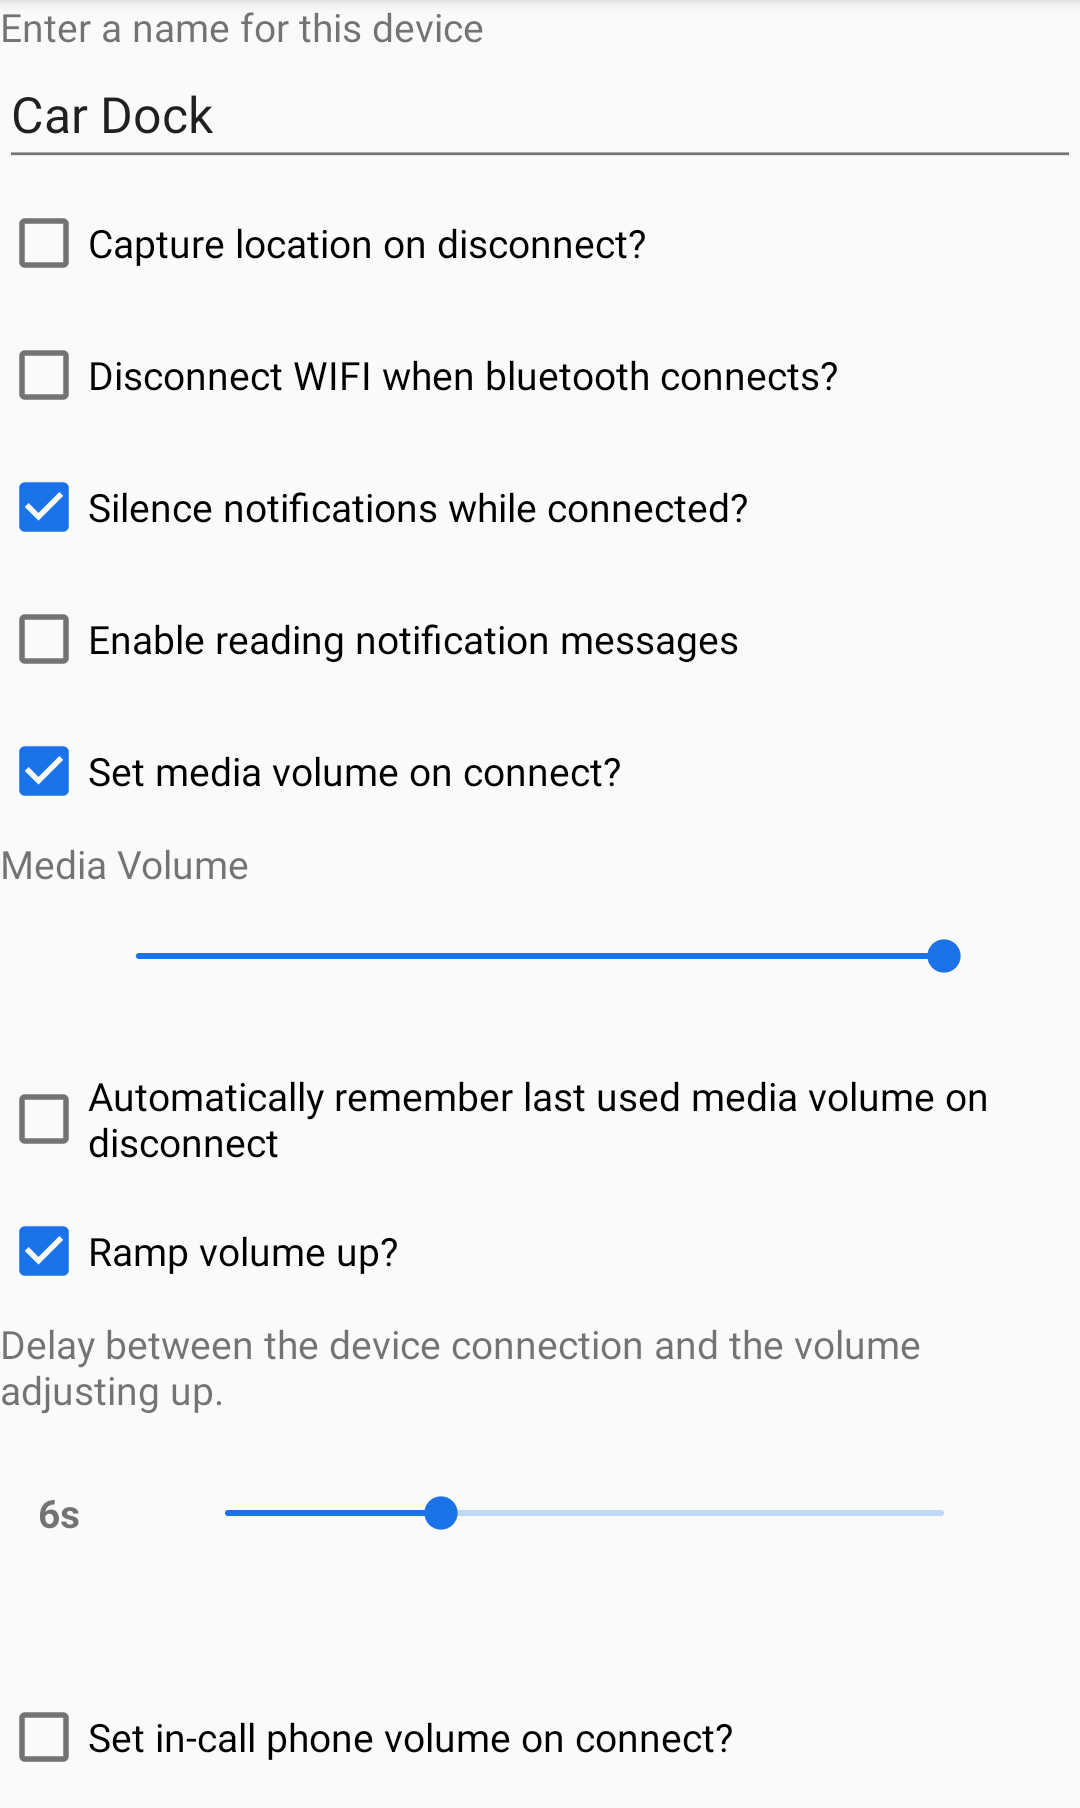 Enter a name for this device
Car Dock
Capture location on disconnect?
Disconnect WIFI when bluetooth connects?
Silence notifications while connected?
Enable reading notification messages
Set media volume on connect?
Media Volume
Automatically remember last used media volume on
disconnect
Ramp volume up?
Delay between the device connection and the volume
adjusting up.
6s
Set in-call phone volume on connect?